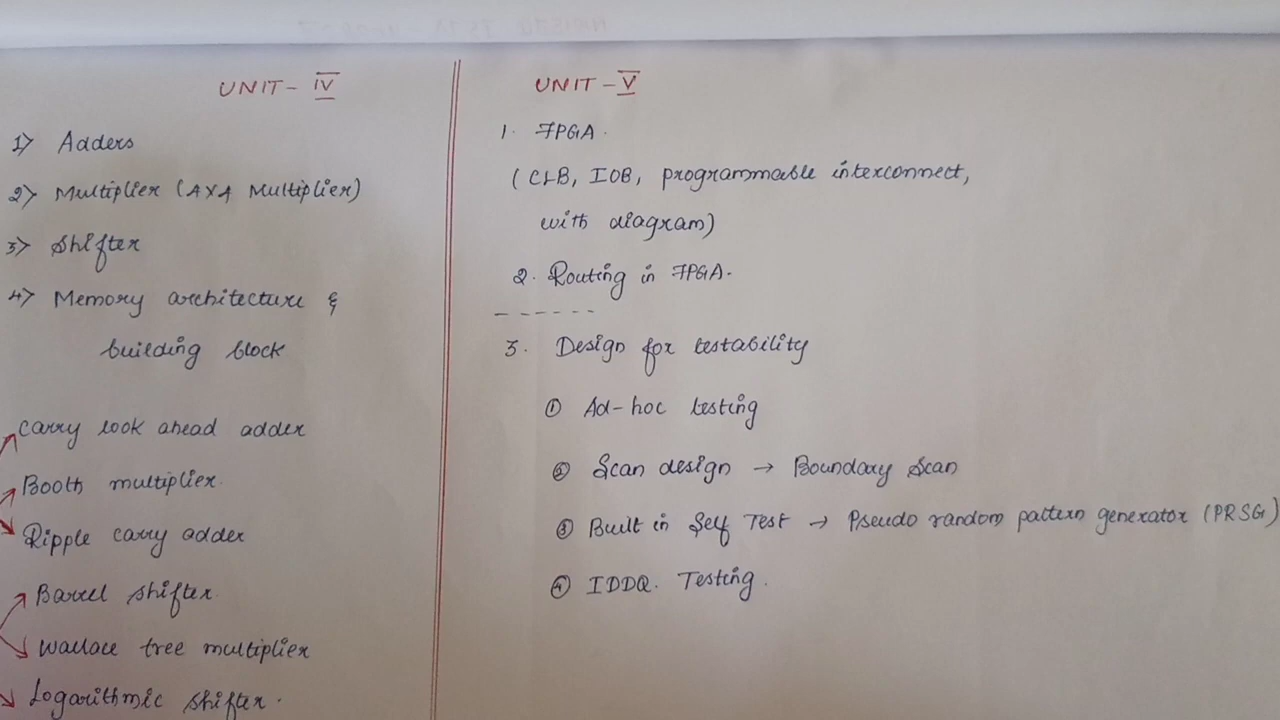 UNIT - IV
1) Adders
2) Multiplier (4x4 Multiplier)
3) Shifter
4) Memory architecture &
building block
Carry look ahead adder
Booth multiplier.
Ripple carry adder
Barrel shifter.
Wallace tree multiplier
Logarithmic shifter.
UNIT - V
1. FPGA.
(CLB, IOB, programmable interconnect,
with diagram)
2. Routing in FPGA.
3. Design for testability
① Ad-hoc testing
② Scan design → Boundary Scan
③ Built in Self Test → Pseudo random pattern generator (PRSG)
④ IDDQ. Testing.